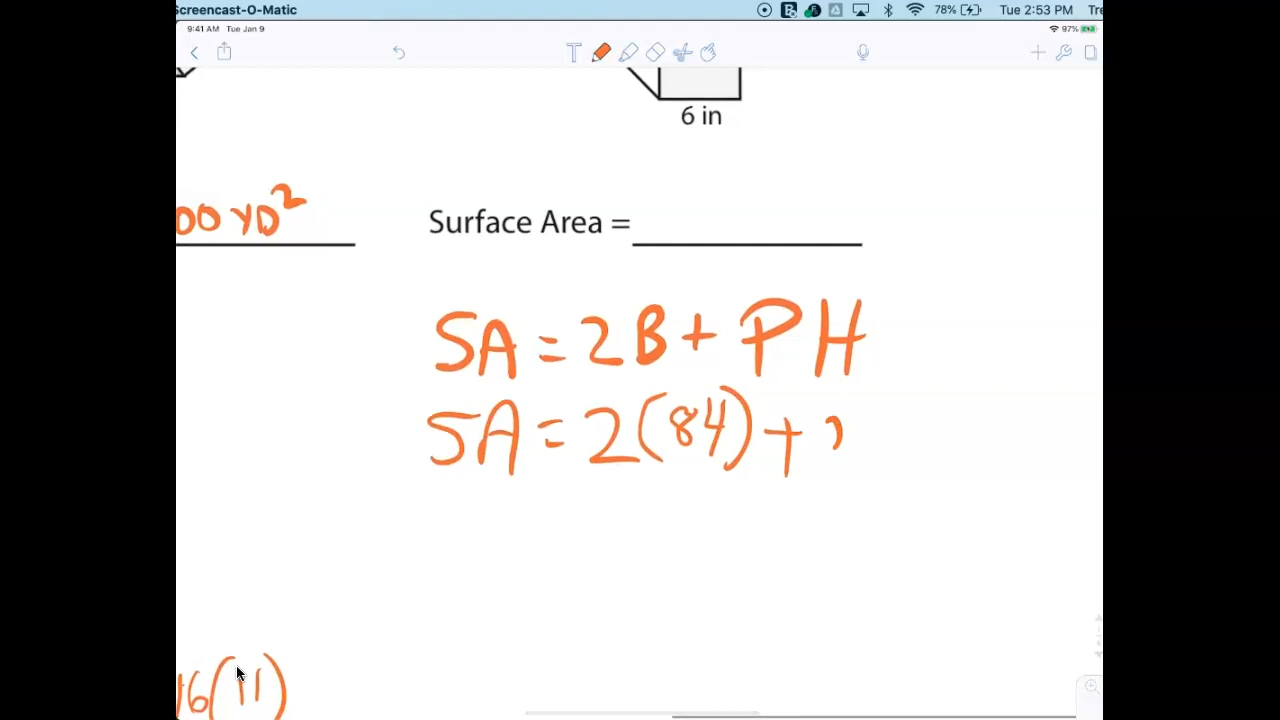 Screencast-O-Matic 78% Tue 2:53 PM Tre
9:41 AM Tue Jan 9 97%
T
6 in
00 YD²
Surface Area =
SA = 2B + PH
SA = 2(84) +
16(11)